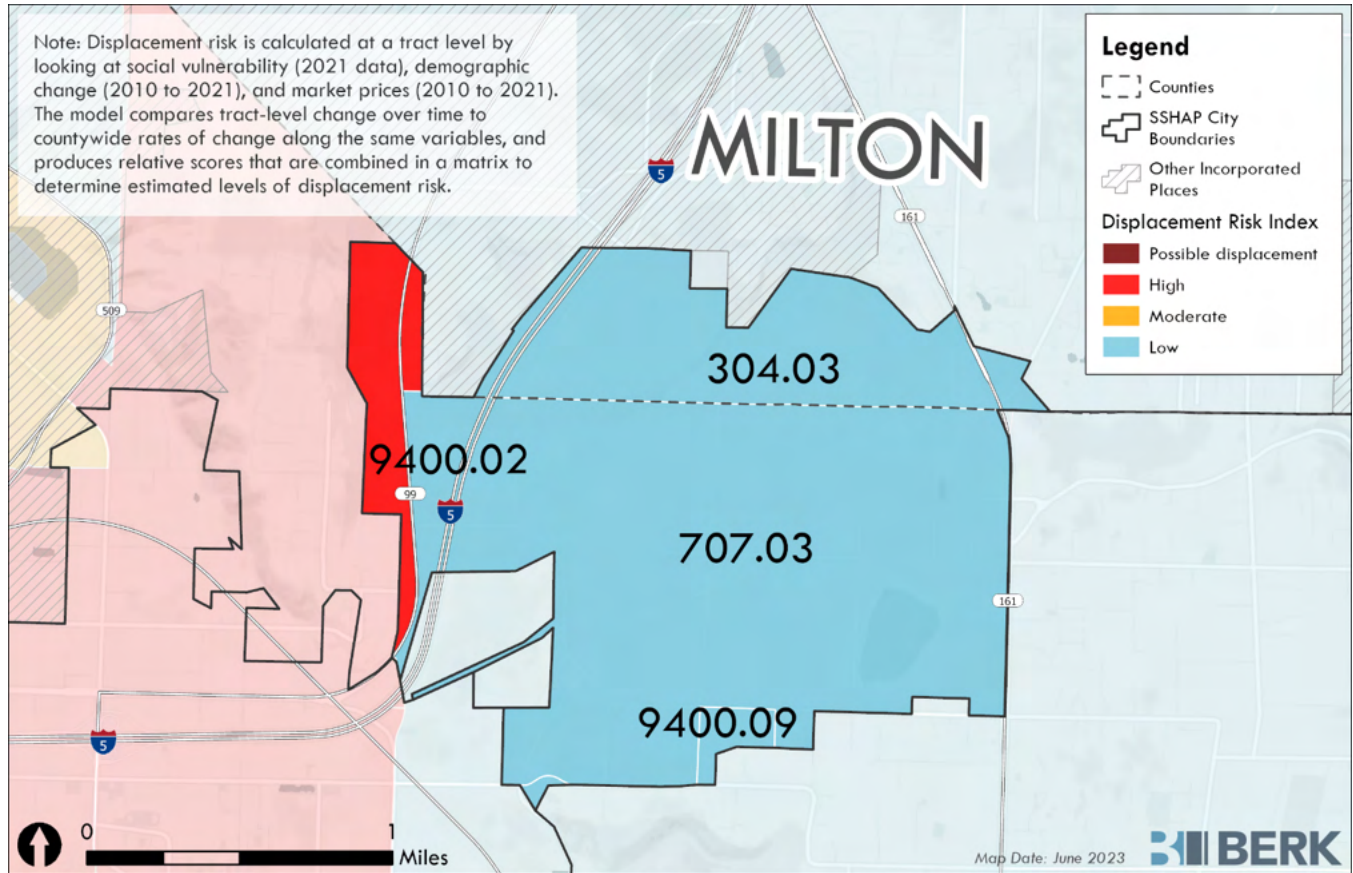 Note: Displacement risk is calculated at a tract level by
looking at social vulnerability (2021 data), demographic
change (2010 to 2021), and market prices (2010 to 2021).
The model compares tract-level change over time to
countywide rates of change along the same variables, and
produces relative scores that are combined in a matrix to
determine estimated levels of displacement risk.
Legend
Counties
SSHAP City
Boundaries
Other Incorporated
Places
Displacement Risk Index
Possible displacement
High
Moderate
Low
MILTON
5
161
509
304.03
9400.02
99
5
707.03
161
9400.09
5
0
1
Miles
Map Date: June 2023
BERK